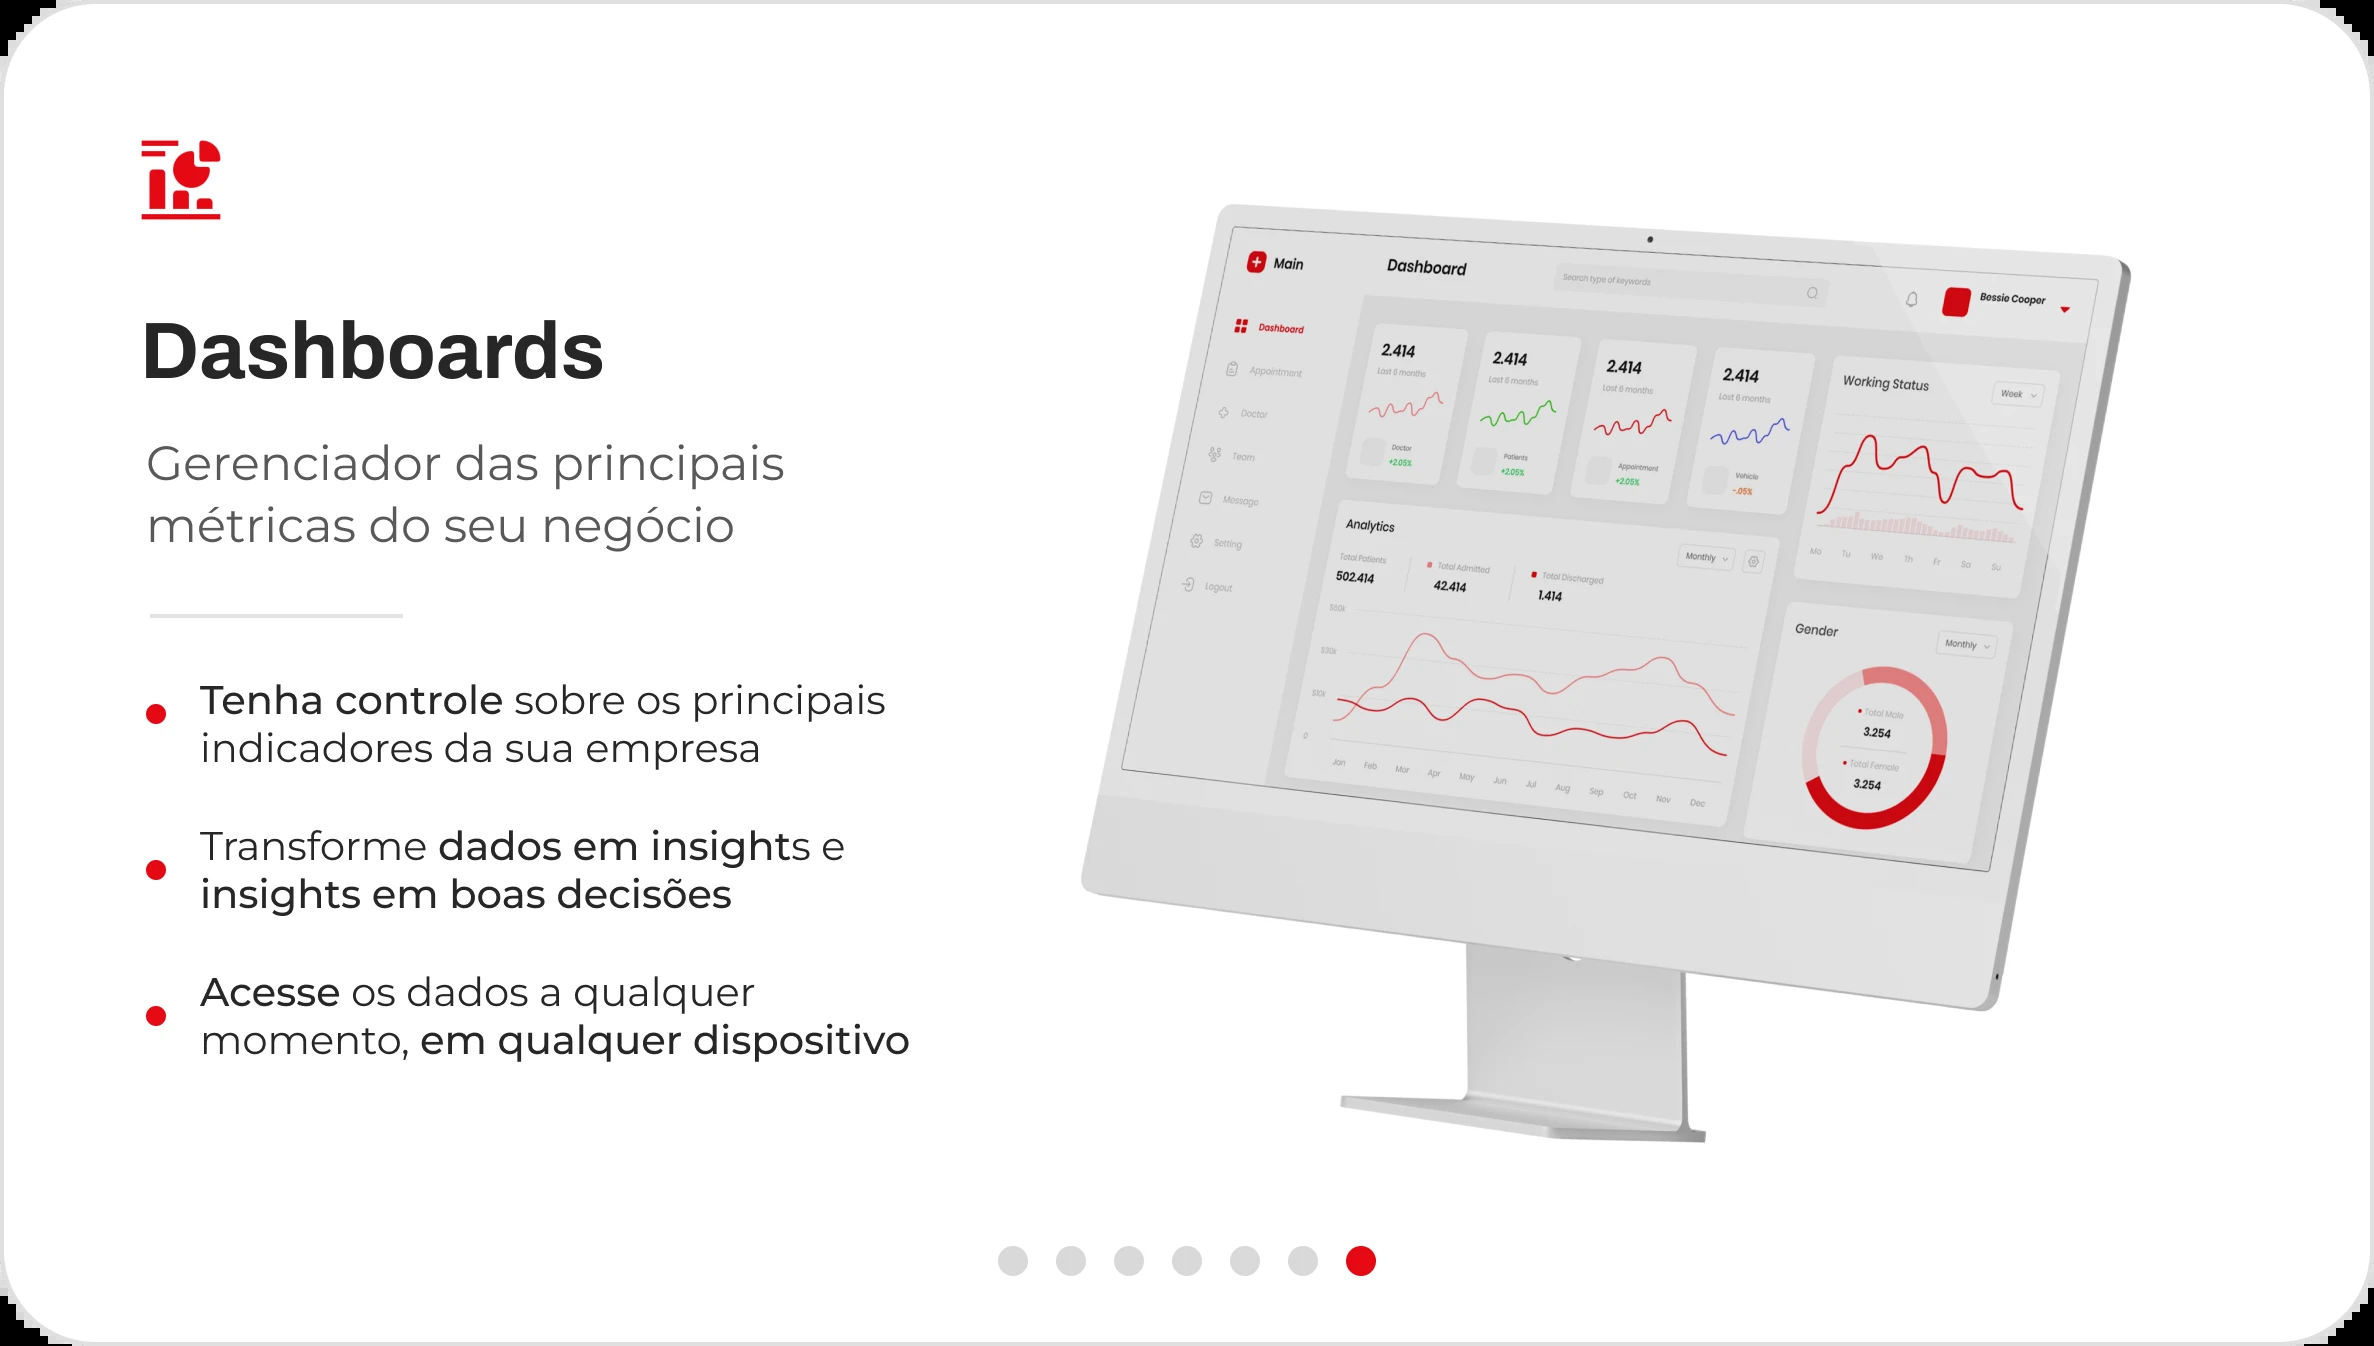 Dashboards
Gerenciador das principais
métricas do seu negócio
Tenha controle sobre os principais
indicadores da sua empresa
Transforme dados em insights e
insights em boas decisões
Acesse os dados a qualquer
momento, em qualquer dispositivo
Main
Dashboard
Search type of keywords
Bessie Cooper
Dashboard
Appointment
Doctor
Team
Message
Setting
Logout
2.414
Last 6 months
Doctor
+2.05%
2.414
Last 6 months
Patients
+2.05%
2.414
Last 6 months
Appointment
+2.05%
2.414
Last 6 months
Vehicle
-.05%
Working Status
Week
Mo Tu We Th Fr Sa Su
Analytics
Monthly
Total Patients
502.414
Total Admitted
42.414
Total Discharged
1.414
$50k
$30k
$10k
0
Jan Feb Mar Apr May Jun Jul Aug Sep Oct Nov Dec
Gender
Monthly
Total Male
3.254
Total Female
3.254